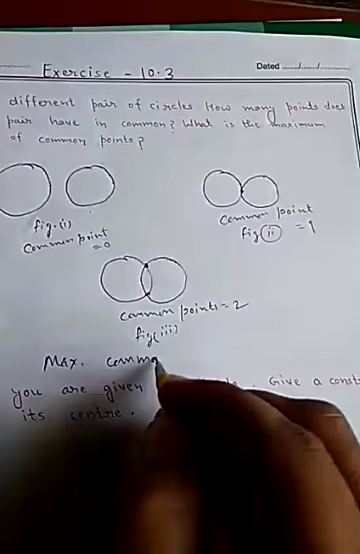 Exercise - 10.3
Dated ...../...../..........
different pair of circles. How many points does
pair have in common? What is the maximum
of common points?
fig.(i)
common point
=0
common point
fig (ii) = 1
common points = 2
fig(iii)
Max. commo
you are given . Give a const
its centre.